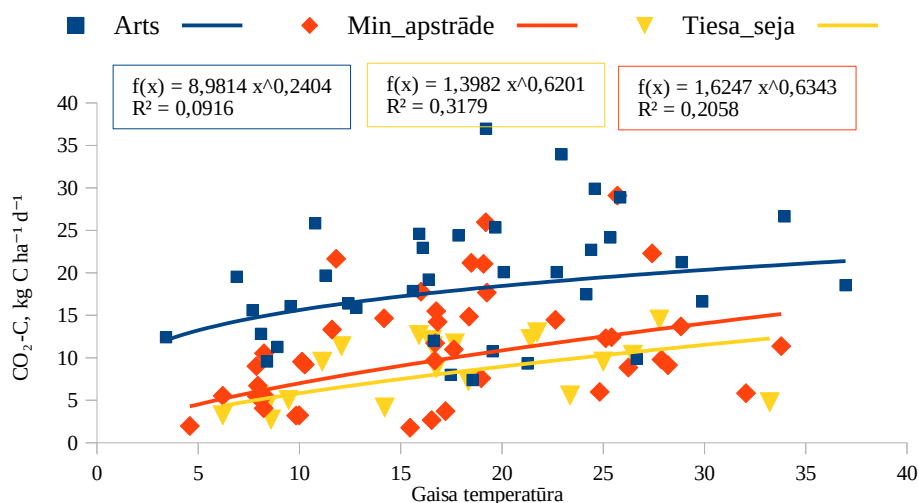 Arts Min_apstrāde Tiesa_seja
f(x) = 8,9814 x^0,2404
R² = 0,0916
f(x) = 1,3982 x^0,6201
R² = 0,3179
f(x) = 1,6247 x^0,6343
R² = 0,2058
CO₂-C, kg C ha⁻¹ d⁻¹
40
35
30
25
20
15
10
5
0
0 5 10 15 20 25 30 35 40
Gaisa temperatūra